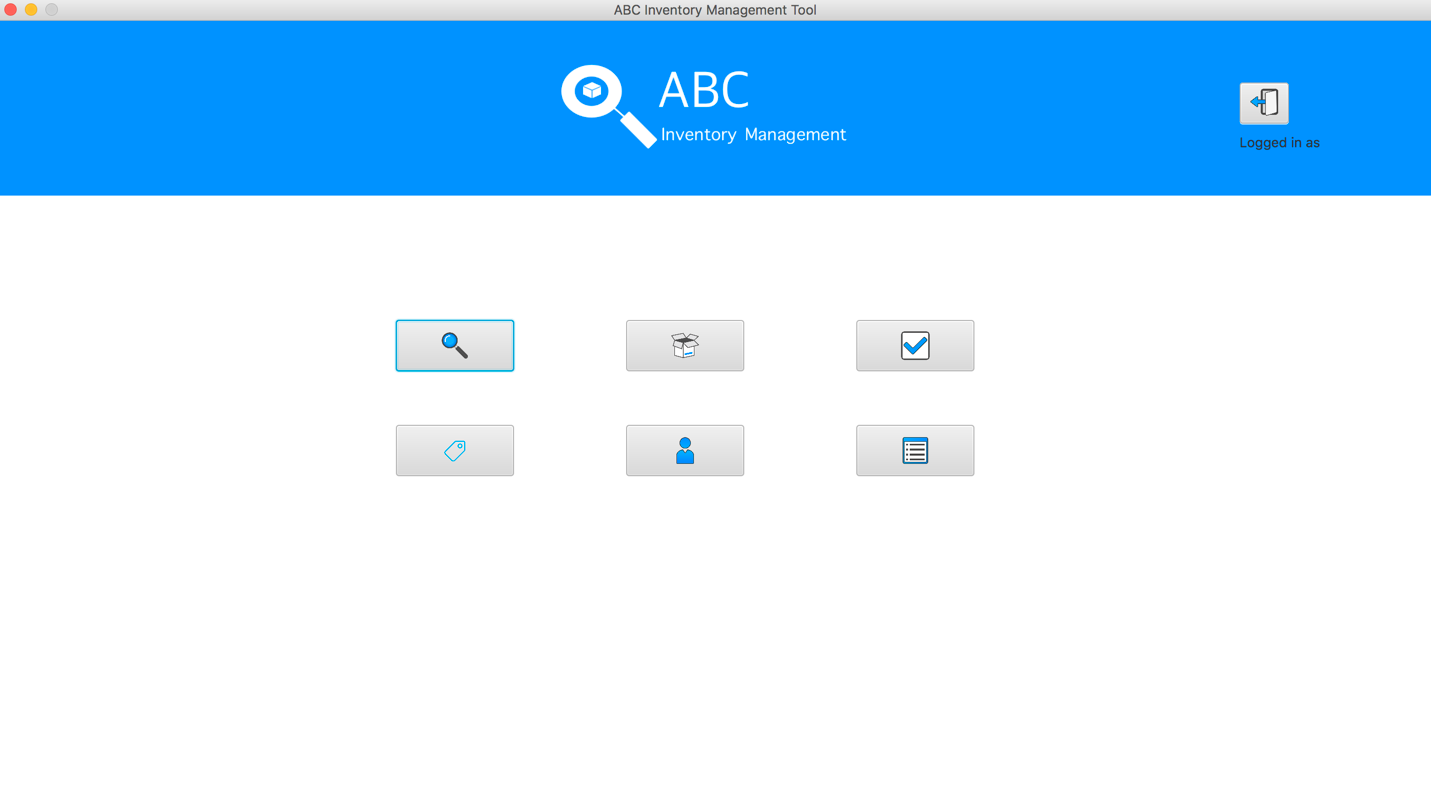 ABC Inventory Management Tool
ABC
Inventory Management
Logged in as